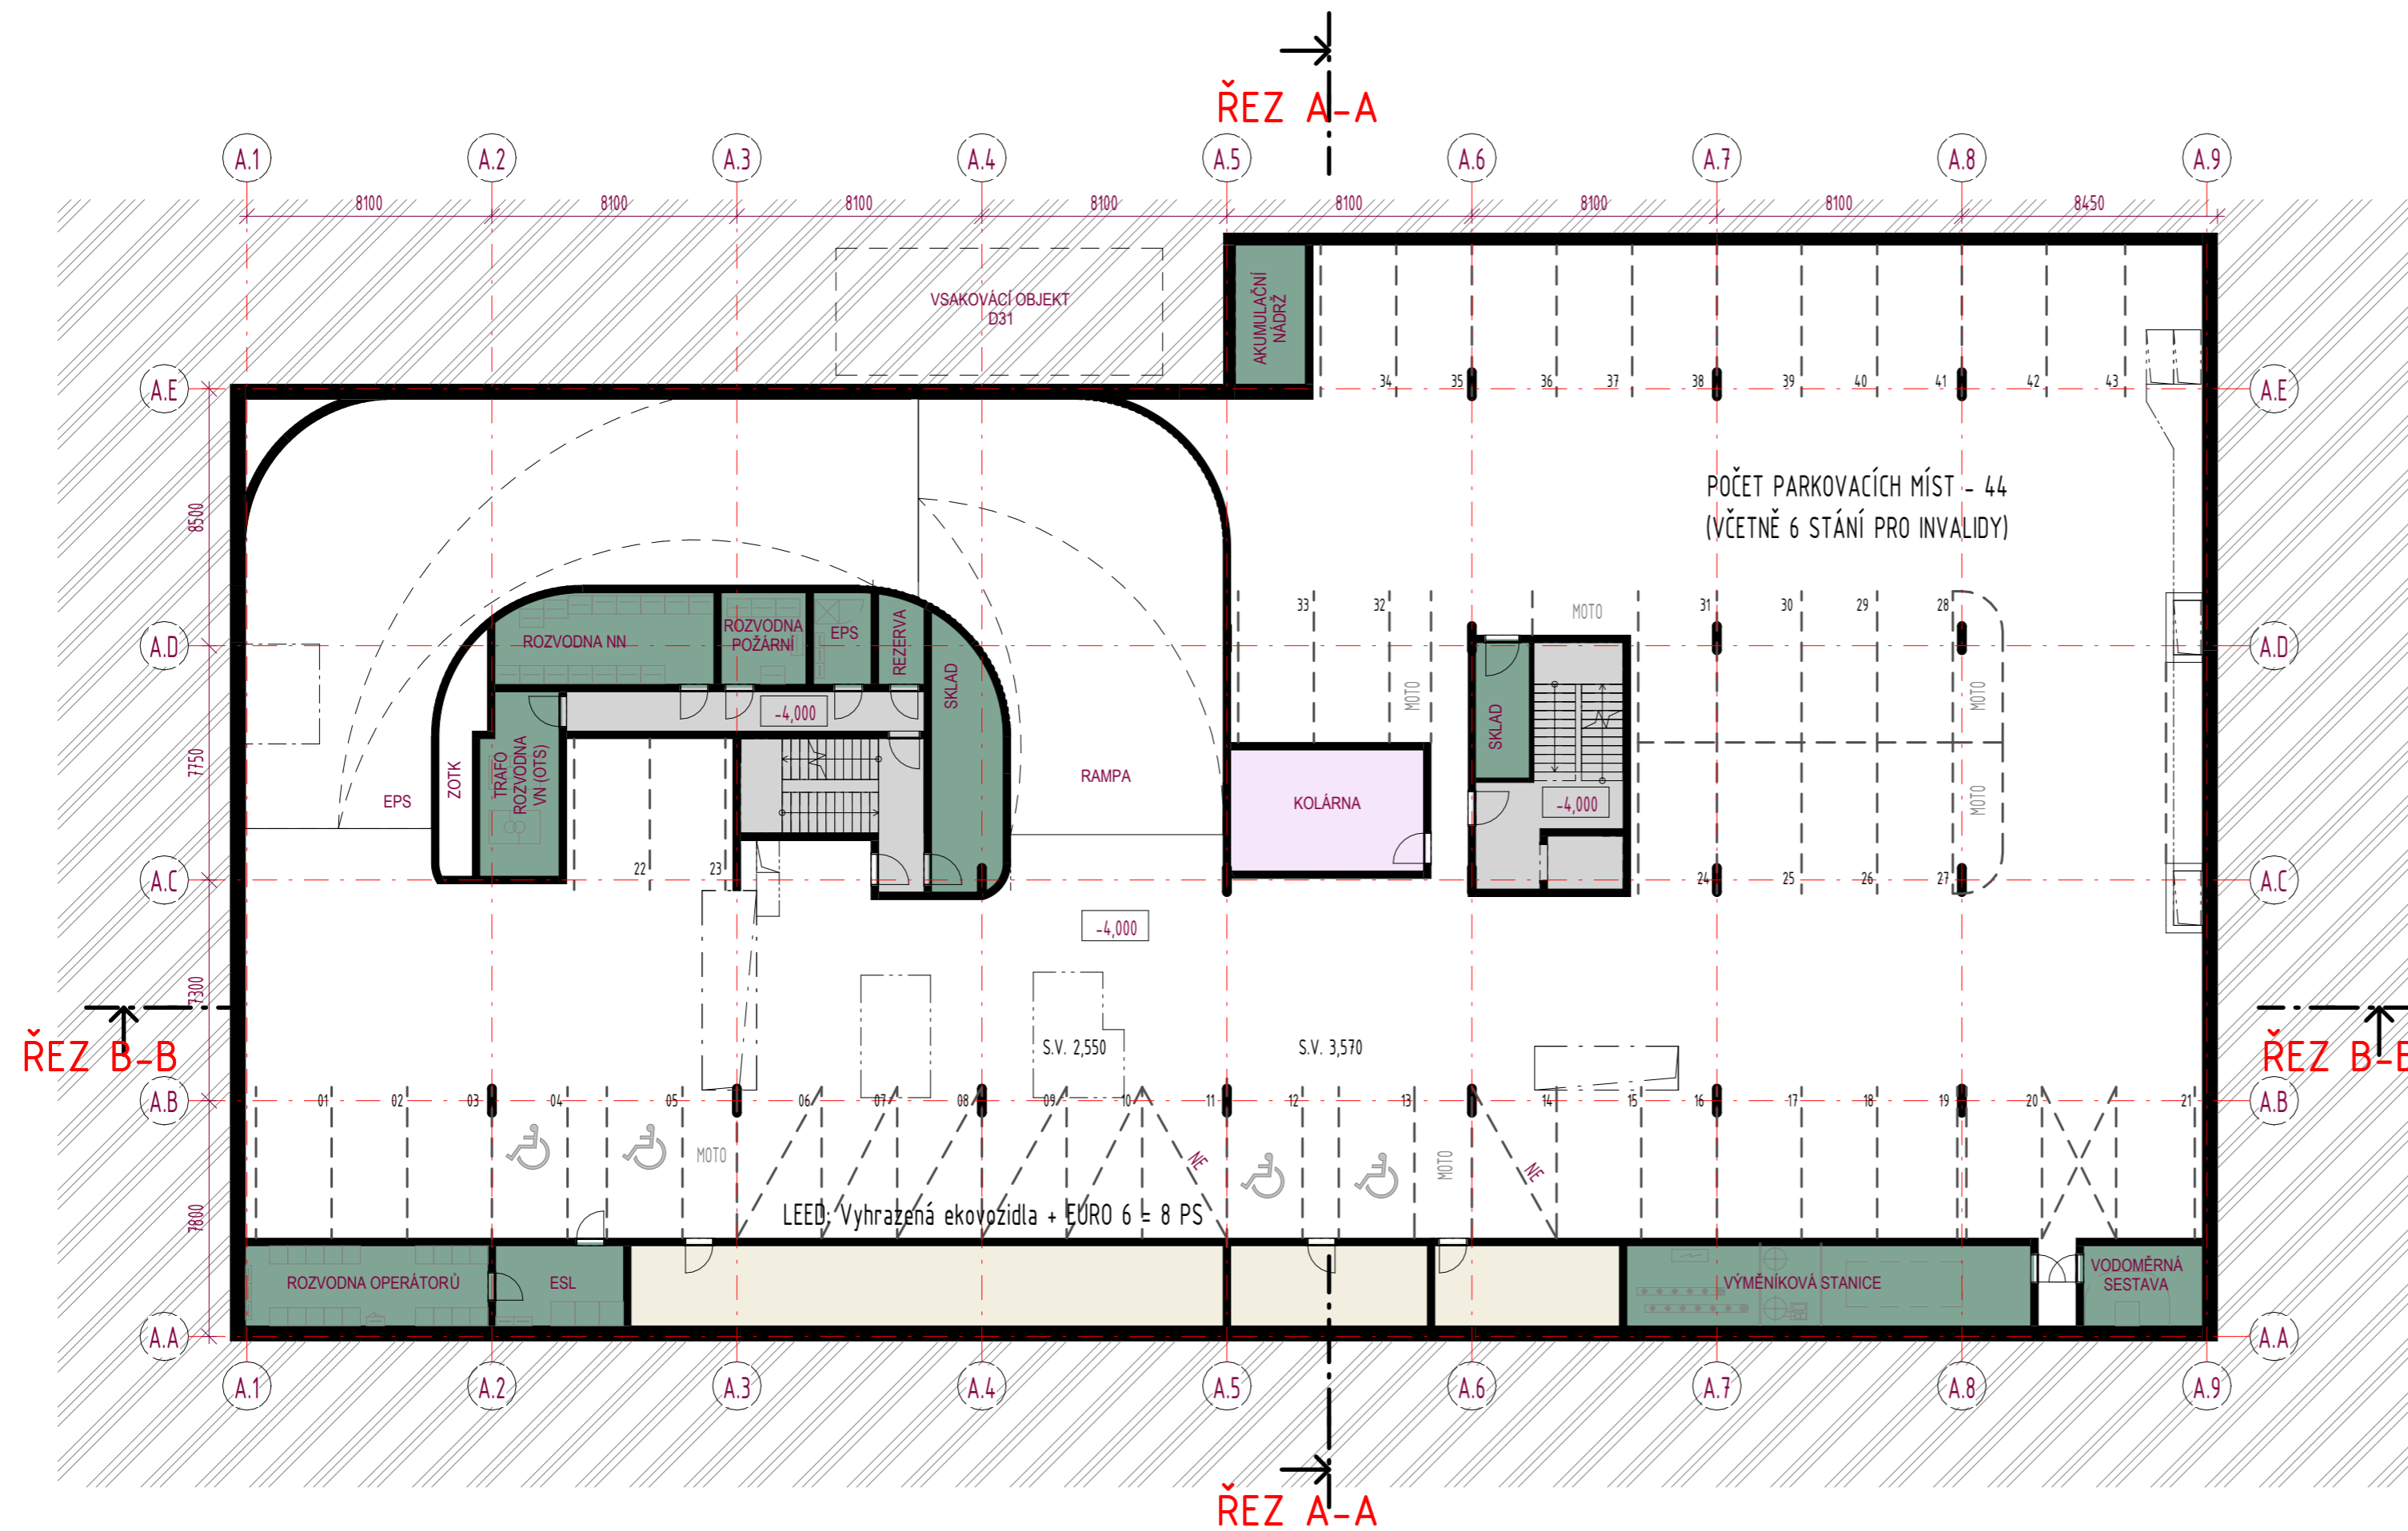 ŘEZ A-A
A.1 A.2 A.3 A.4 A.5 A.6 A.7 A.8 A.9
8100 8100 8100 8100 8100 8100 8100 8450
VSAKOVÁCÍ OBJEKT
D31
AKUMULAČNÍ
NÁDRŽ
A.E 34 35 36 37 38 39 40 41 42 43 A.E
POČET PARKOVACÍCH MÍST - 44
(VČETNĚ 6 STÁNÍ PRO INVALIDY)
8500
33 32 MOTO 31 30 29 28
A.D ROZVODNA NN
ROZVODNA
POŽÁRNÍ
EPS
REZERVA
SKLAD
MOTO
SKLAD
MOTO
A.D
-4,000
7750
EPS
ZOTK
TRAFO
ROZVODNA
VN (OTS)
RAMPA
KOLÁRNA
-4,000
MOTO
A.C 22 23 24 25 26 27 A.C
-4,000
7300
ŘEZ B-B
S.V. 2,550
S.V. 3,570
ŘEZ B-B
A.B 01 02 03 04 05 06 07 08 09 10 11 12 13 14 15 16 17 18 19 20 21 A.B
MOTO
NE
MOTO
NE
7800
LEED: Vyhrazená ekovozidla + EURO 6 = 8 PS
ROZVODNA OPERÁTORŮ
ESL
VÝMĚNÍKOVÁ STANICE
VODOMĚRNÁ
SESTAVA
A.A A.A
A.1 A.2 A.3 A.4 A.5 A.6 A.7 A.8 A.9
ŘEZ A-A